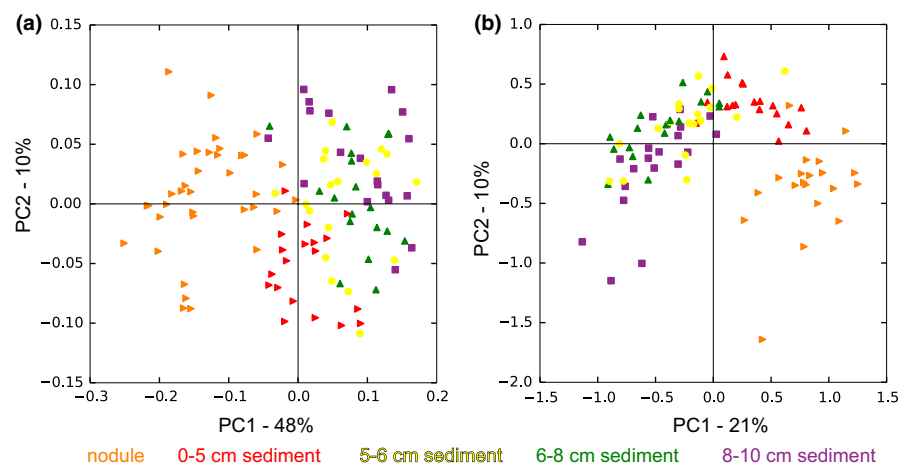 (a)
0.15
0.10
0.05
0.00
−0.05
−0.10
−0.15
PC2 - 10%
−0.3 −0.2 −0.1 0.0 0.1 0.2
PC1 - 48%
(b)
1.0
0.5
0.0
−0.5
−1.0
−1.5
−2.0
PC2 - 10%
−1.5 −1.0 −0.5 0.0 0.5 1.0 1.5
PC1 - 21%
nodule 0-5 cm sediment 5-6 cm sediment 6-8 cm sediment 8-10 cm sediment